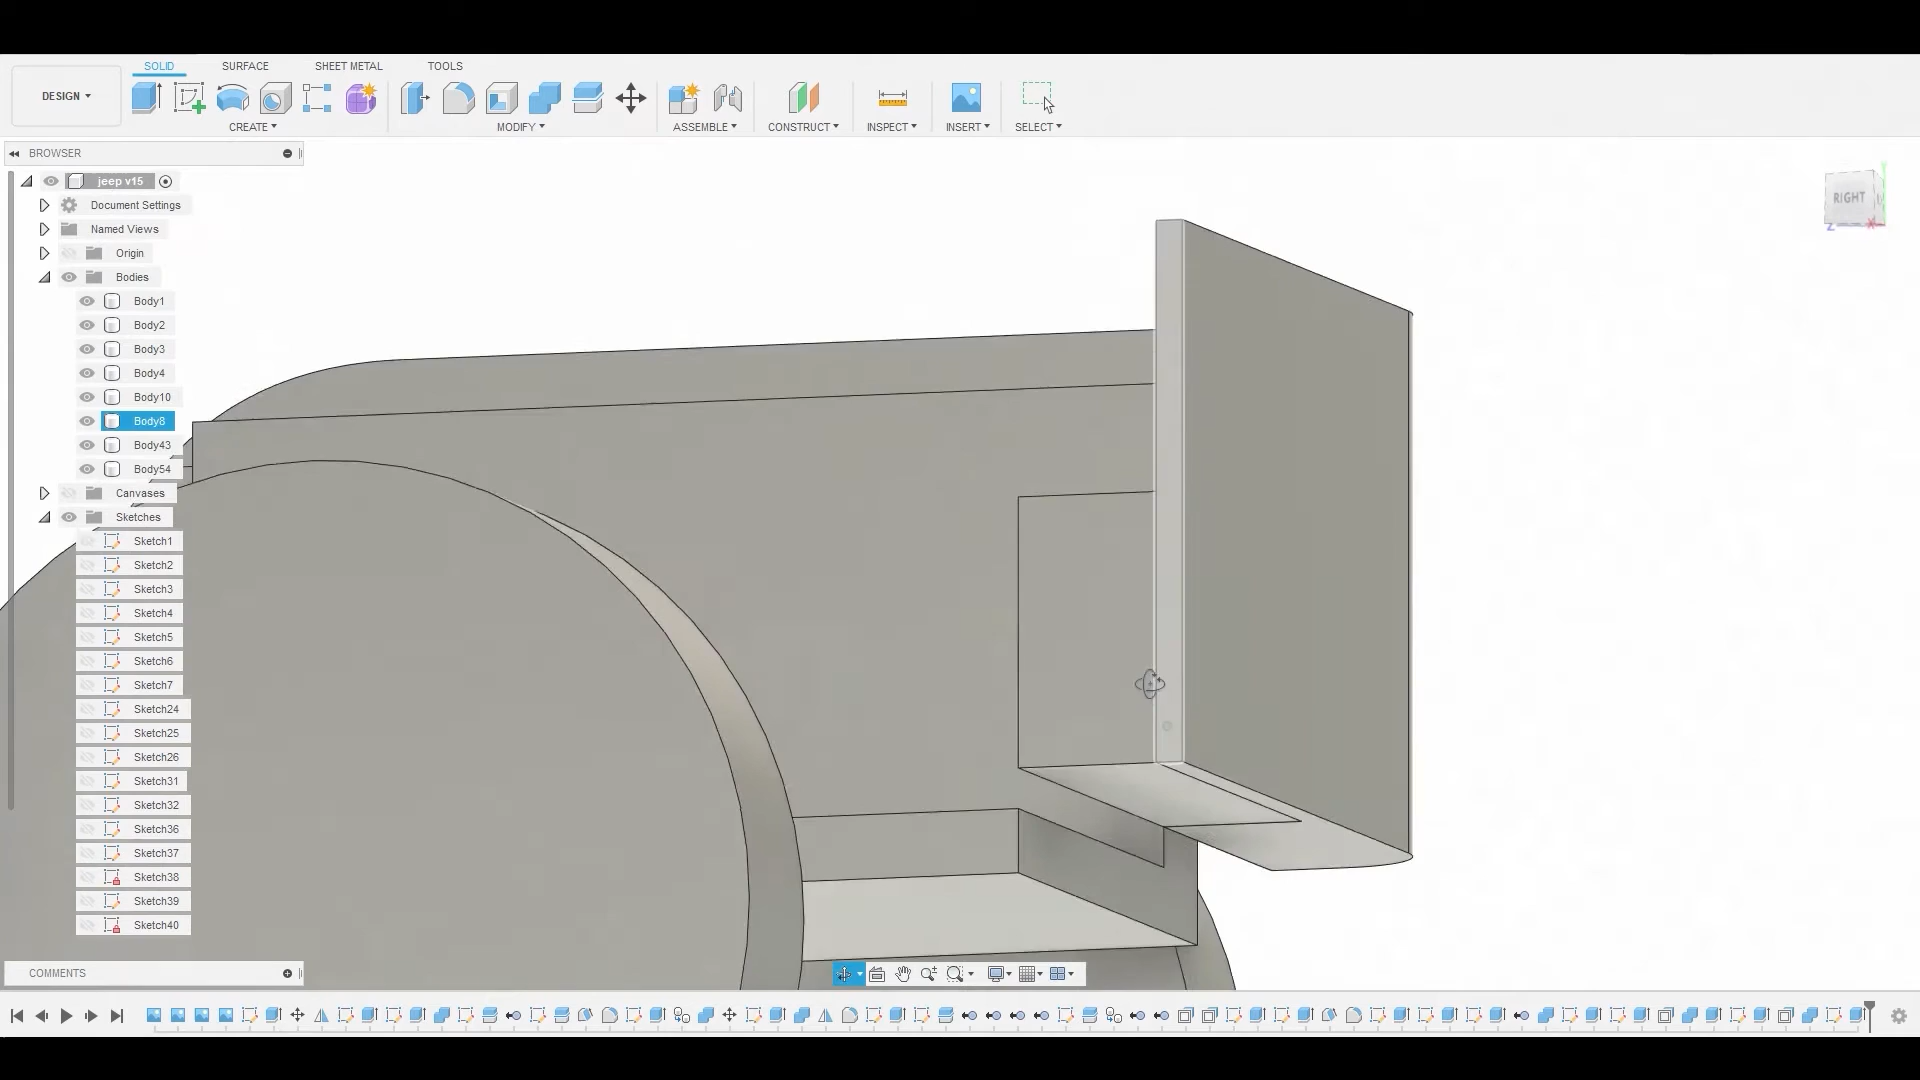 SOLID SURFACE SHEET METAL TOOLS
DESIGN
CREATE MODIFY ASSEMBLE CONSTRUCT INSPECT INSERT SELECT
BROWSER
jeep v15
Document Settings
Named Views
Origin
Bodies
Body1
Body2
Body3
Body4
Body10
Body8
Body43
Body54
Canvases
Sketches
Sketch1
Sketch2
Sketch3
Sketch4
Sketch5
Sketch6
Sketch7
Sketch24
Sketch25
Sketch26
Sketch31
Sketch32
Sketch36
Sketch37
Sketch38
Sketch39
Sketch40
COMMENTS
RIGHT
Z
X